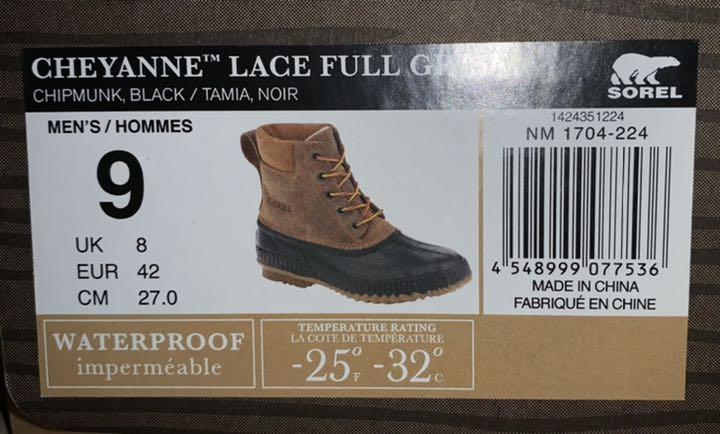 CHEYANNE™ LACE FULL
CHIPMUNK, BLACK / TAMIA, NOIR
SOREL
MEN'S / HOMMES
9
UK 8
EUR 42
CM 27.0
SOREL
1424351224
NM 1704-224
4 548999 077536
MADE IN CHINA
FABRIQUÉ EN CHINE
WATERPROOF
imperméable
TEMPERATURE RATING
LA COTE DE TEMPÉRATURE
-25°F -32°C